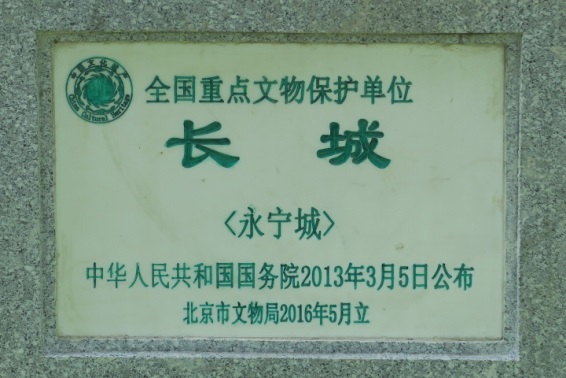 全国重点文物保护单位
长 城
〈永宁城〉
中华人民共和国国务院2013年3月5日公布
北京市文物局2016年5月立